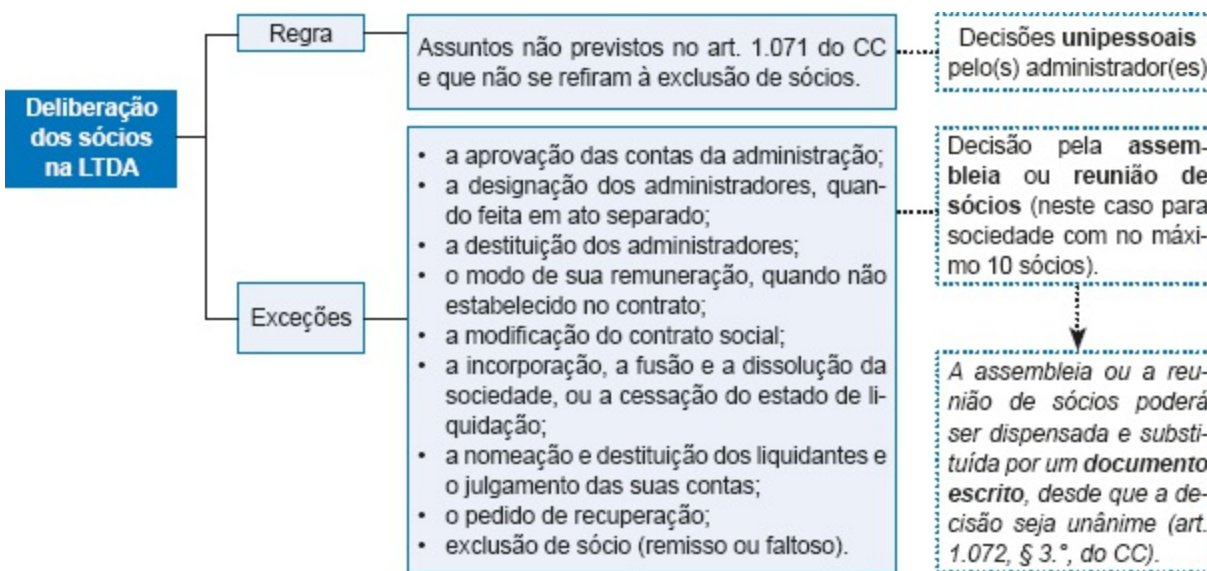 Deliberação
dos sócios
na LTDA
Regra
Assuntos não previstos no art. 1.071 do CC
e que não se refiram à exclusão de sócios.
Decisões unipessoais
pelo(s) administrador(es)
Exceções
• a aprovação das contas da administração;
• a designação dos administradores, quan-
do feita em ato separado;
• a destituição dos administradores;
• o modo de sua remuneração, quando não
estabelecido no contrato;
• a modificação do contrato social;
• a incorporação, a fusão e a dissolução da
sociedade, ou a cessação do estado de li-
quidação;
• a nomeação e destituição dos liquidantes e
o julgamento das suas contas;
• o pedido de recuperação;
• exclusão de sócio (remisso ou faltoso).
Decisão pela assem-
bleia ou reunião de
sócios (neste caso para
sociedade com no máxi-
mo 10 sócios).
A assembleia ou a reu-
nião de sócios poderá
ser dispensada e substi-
tuída por um documento
escrito, desde que a de-
cisão seja unânime (art.
1.072, § 3.°, do CC).